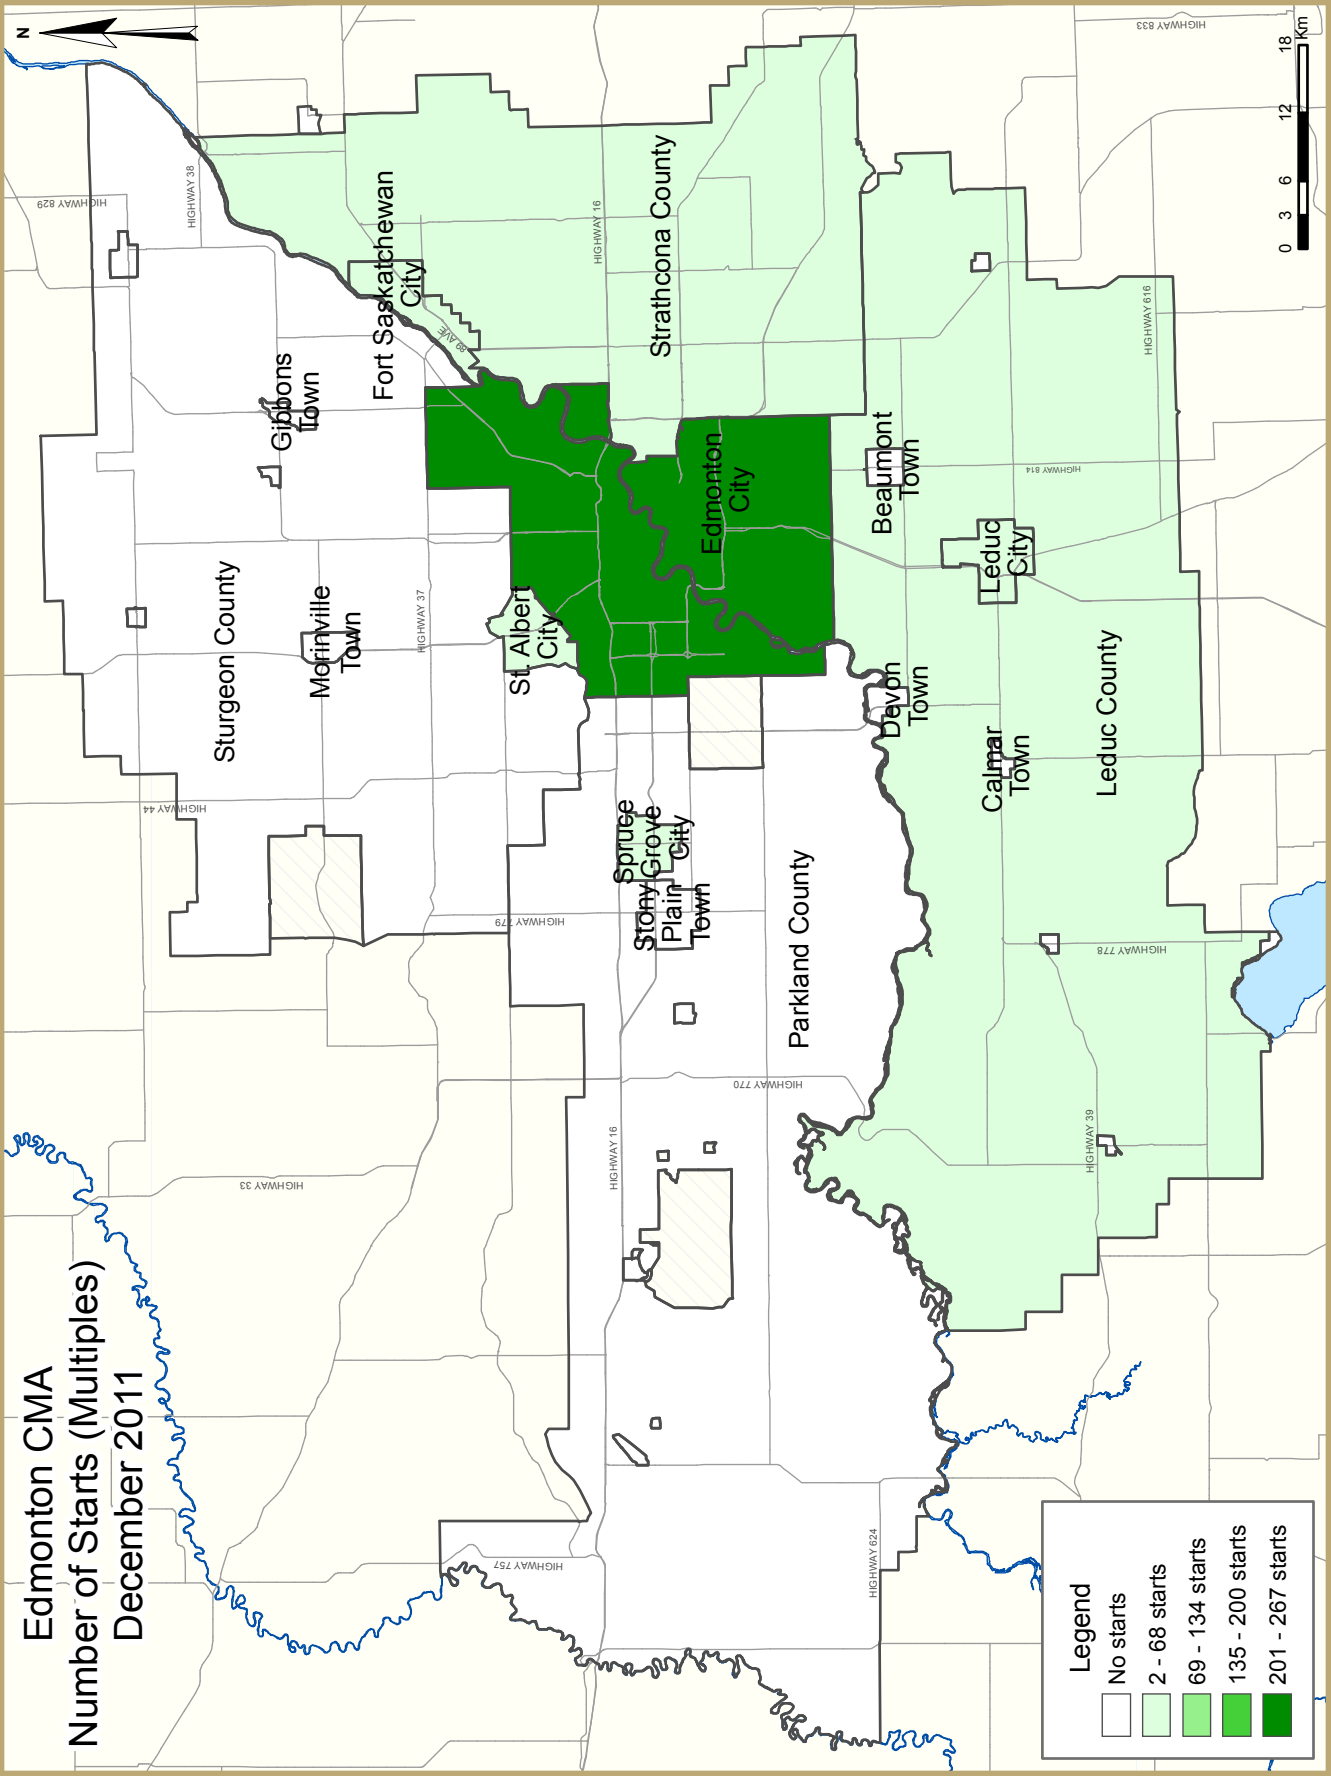 Edmonton CMA
Number of Starts (Multiples)
December 2011
N
HIGHWAY 829
HIGHWAY 38
HIGHWAY 833
HIGHWAY 44
HIGHWAY 33
HIGHWAY 37
HIGHWAY 779
HIGHWAY 757
HIGHWAY 16
HIGHWAY 16
89 AVE
HIGHWAY 770
HIGHWAY 624
HIGHWAY 814
HIGHWAY 616
HIGHWAY 778
HIGHWAY 39
Sturgeon County
Gibbons
Town
Morinville
Town
Fort Saskatchewan
City
St. Albert
City
Strathcona County
Edmonton
City
Spruce
Grove
City
Stony
Plain
Town
Parkland County
Beaumont
Town
Devon
Town
Leduc
City
Calmar
Town
Leduc County
Legend
No starts
2 - 68 starts
69 - 134 starts
135 - 200 starts
201 - 267 starts
0 3 6 12 18
Km